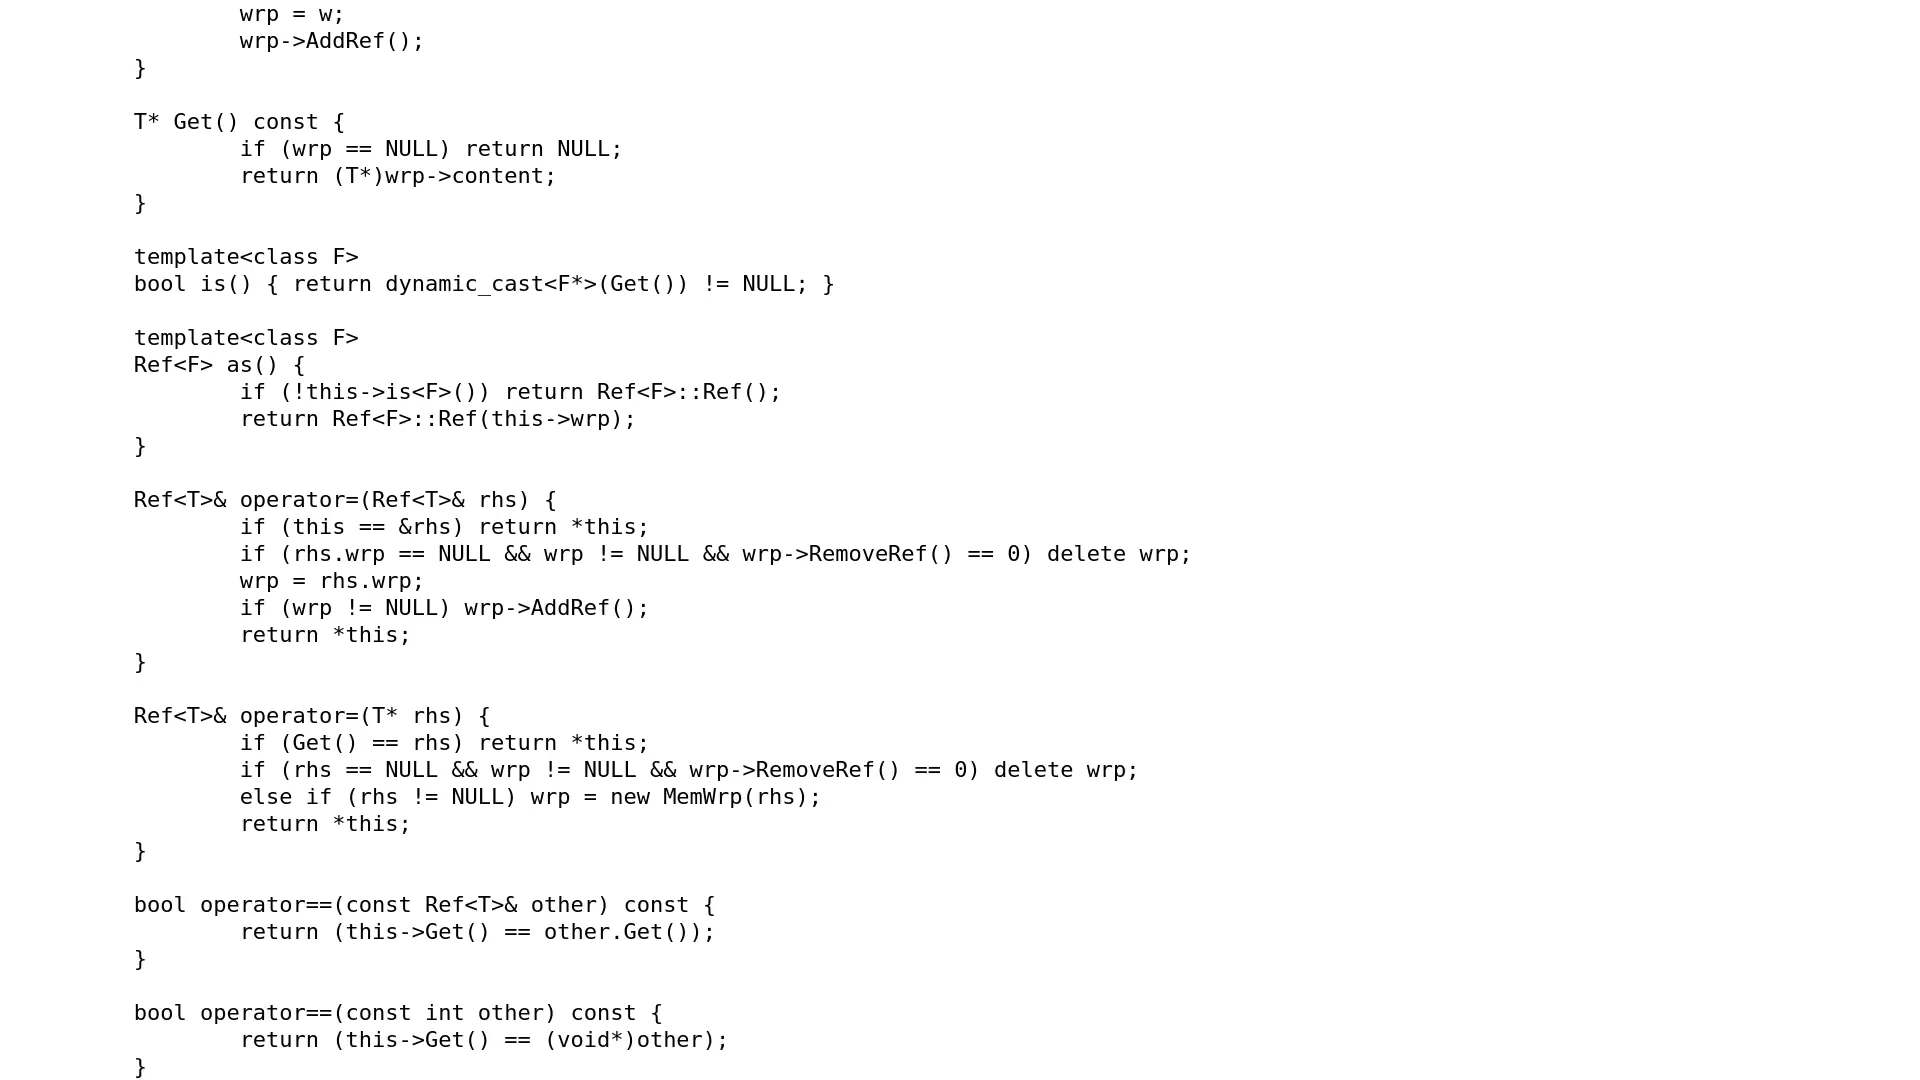 wrp = w;
wrp->AddRef();
}
T* Get() const {
if (wrp == NULL) return NULL;
return (T*)wrp->content;
}
template<class F>
bool is() { return dynamic_cast<F*>(Get()) != NULL; }
template<class F>
Ref<F> as() {
if (!this->is<F>()) return Ref<F>::Ref();
return Ref<F>::Ref(this->wrp);
}
Ref<T>& operator=(Ref<T>& rhs) {
if (this == &rhs) return *this;
if (rhs.wrp == NULL && wrp != NULL && wrp->RemoveRef() == 0) delete wrp;
wrp = rhs.wrp;
if (wrp != NULL) wrp->AddRef();
return *this;
}
Ref<T>& operator=(T* rhs) {
if (Get() == rhs) return *this;
if (rhs == NULL && wrp != NULL && wrp->RemoveRef() == 0) delete wrp;
else if (rhs != NULL) wrp = new MemWrp(rhs);
return *this;
}
bool operator==(const Ref<T>& other) const {
return (this->Get() == other.Get());
}
bool operator==(const int other) const {
return (this->Get() == (void*)other);
}